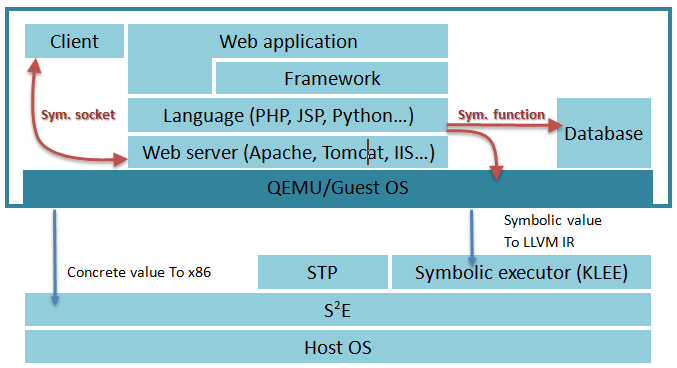 Client
Web application
Framework
Sym. socket
Language (PHP, JSP, Python…)
Sym. function
Database
Web server (Apache, Tomcat, IIS…)
QEMU/Guest OS
Symbolic value
To LLVM IR
Concrete value To x86
STP
Symbolic executor (KLEE)
S²E
Host OS